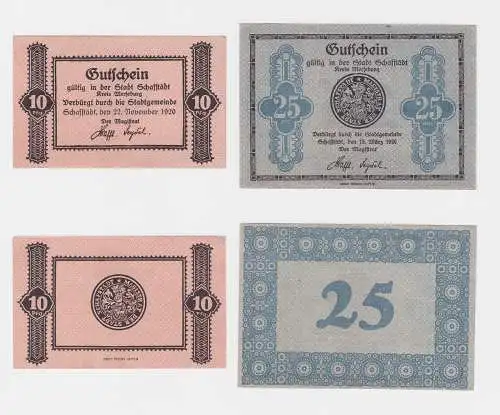 Gutschein
gültig in der Stadt Schafstädt
Kreis Merseburg
Verbürgt durch die Stadtgemeinde
Schafstädt, den 22. November 1920
Der Magistrat
10
10
Gutschein
gültig in der Stadt Schafstädt
Kreis Merseburg
25
25
Verbürgt durch die Stadtgemeinde
Schafstädt, den 15. März 1920
Der Magistrat
10
10
25